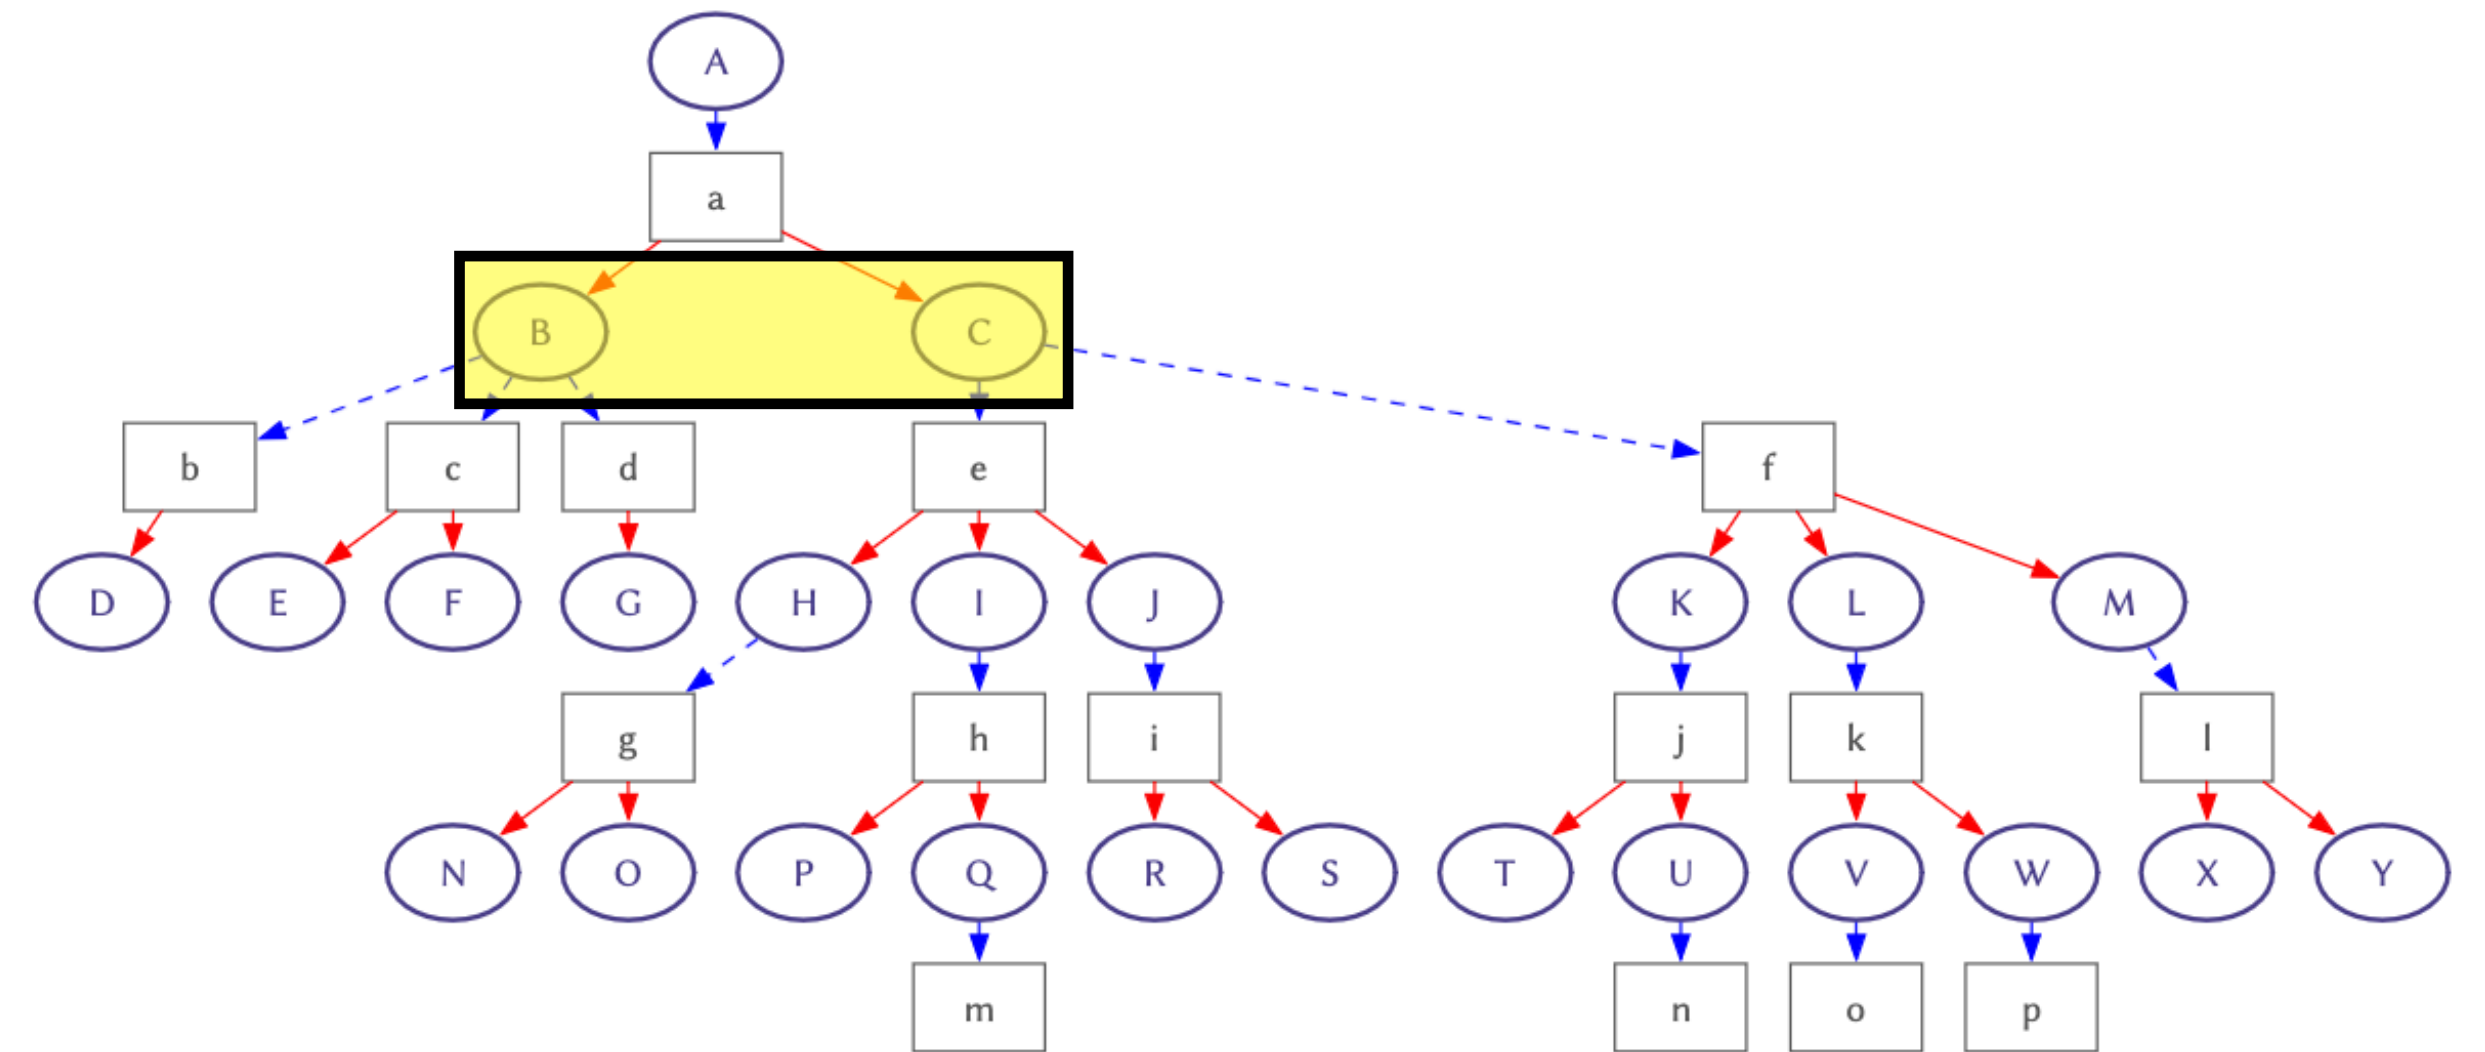 A
a
B C
b c d e f
D E F G H I J K L M
g h i j k l
N O P Q R S T U V W X Y
m n o p